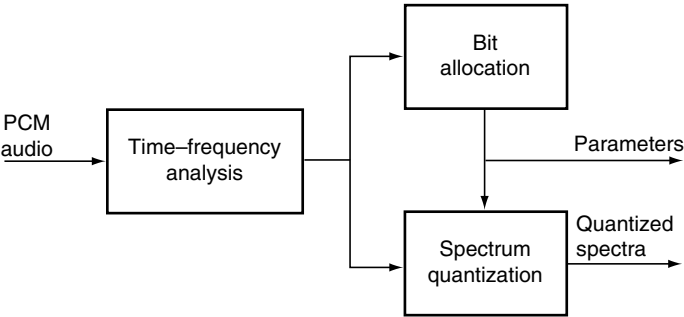 Bit
allocation
PCM
audio
Time–frequency
analysis
Parameters
Spectrum
quantization
Quantized
spectra